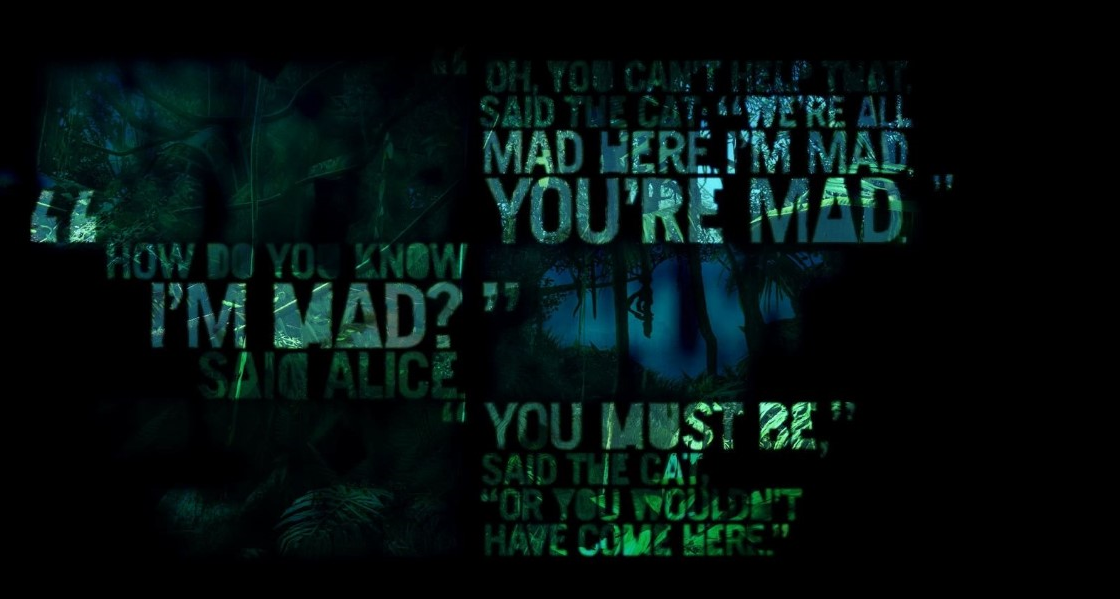 “OH, YOU CAN'T HELP THAT,
SAID THE CAT: “WE'RE ALL
MAD HERE. I'M MAD.
YOU'RE MAD.”
“HOW DO YOU KNOW
I'M MAD?”
SAID ALICE.
“YOU MUST BE,”
SAID THE CAT,
“OR YOU WOULDN'T
HAVE COME HERE.”